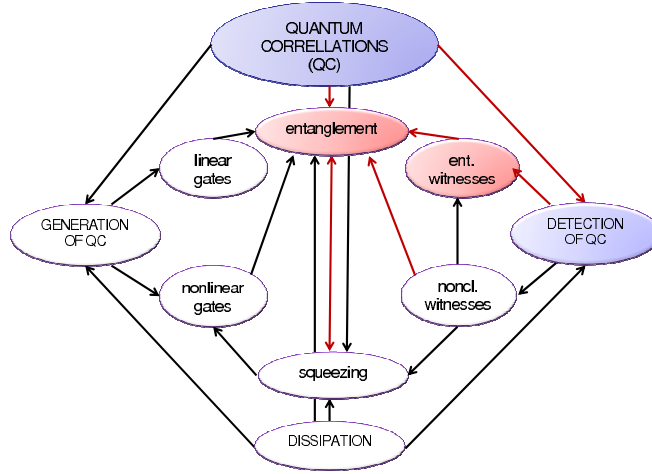 QUANTUM
CORRELLATIONS
(QC)
entanglement
linear
gates
ent.
witnesses
GENERATION
OF QC
DETECTION
OF QC
nonlinear
gates
noncl.
witnesses
squeezing
DISSIPATION